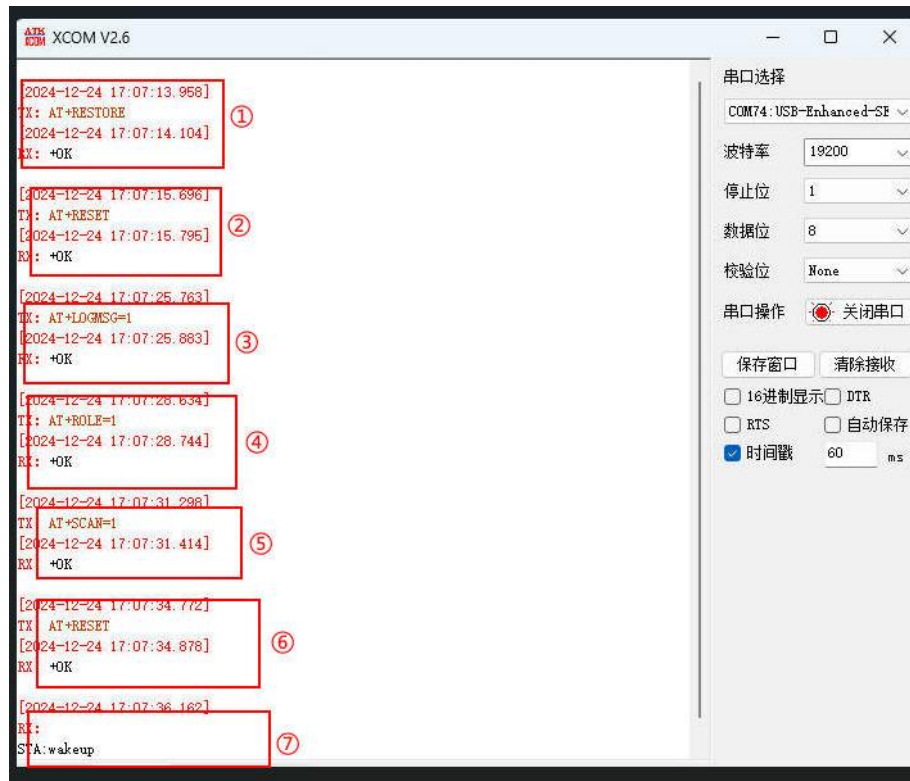 ATK XCOM XCOM V2.6
[2024-12-24 17:07:13.958]
TX: AT+RESTORE
①
[2024-12-24 17:07:14.104]
RX: +OK
[2024-12-24 17:07:15.696]
TX: AT+RESET
②
[2024-12-24 17:07:15.795]
RX: +OK
[2024-12-24 17:07:25.763]
TX: AT+LOGMSG=1
[2024-12-24 17:07:25.883]
③
RX: +OK
[2024-12-24 17:07:28.634]
TX: AT+ROLE=1
[2024-12-24 17:07:28.744]
④
RX: +OK
[2024-12-24 17:07:31.298]
TX: AT+SCAN=1
[2024-12-24 17:07:31.414]
⑤
RX: +OK
[2024-12-24 17:07:34.772]
TX: AT+RESET
[2024-12-24 17:07:34.878]
⑥
RX: +OK
[2024-12-24 17:07:36.162]
RX:
STA:wakeup
⑦
串口选择
COM74:USB-Enhanced-SE
波特率 19200
停止位 1
数据位 8
校验位 None
串口操作 关闭串口
保存窗口 清除接收
16进制显示 DTR
RTS 自动保存
时间戳 60 ms